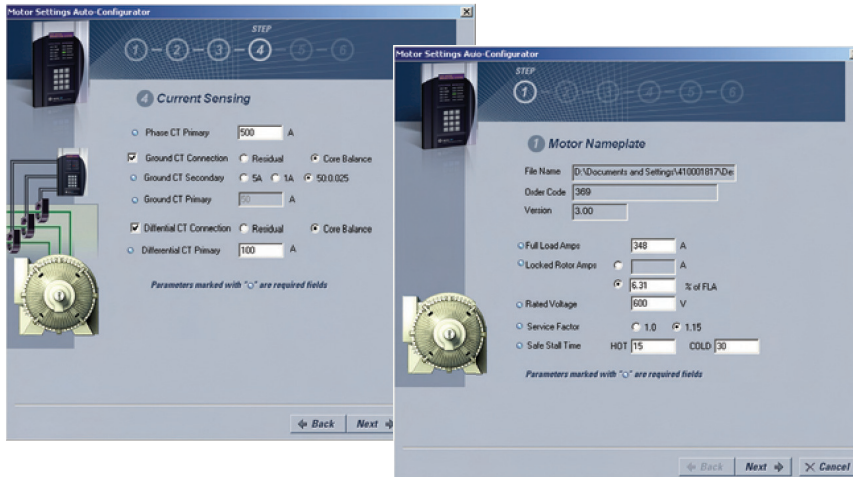 Motor Settings Auto-Configurator
STEP
1 2 3 4 5 6
4 Current Sensing
Phase CT Primary 500 A
Ground CT Connection Residual Core Balance
Ground CT Secondary 5A 1A 50:0.025
Ground CT Primary 50 A
Diffential CT Connection Residual Core Balance
Differential CT Primary 100 A
Parameters marked with "o" are required fields
Back Next
Motor Settings Auto-Configurator
STEP
1 2 3 4 5 6
1 Motor Nameplate
File Name D:\Documents and Settings\410001817\De
Order Code 369
Version 3.00
Full Load Amps 348 A
Locked Rotor Amps A
6.31 % of FLA
Rated Voltage 600 V
Service Factor 1.0 1.15
Safe Stall Time HOT 15 COLD 30
Parameters marked with "o" are required fields
Back Next Cancel